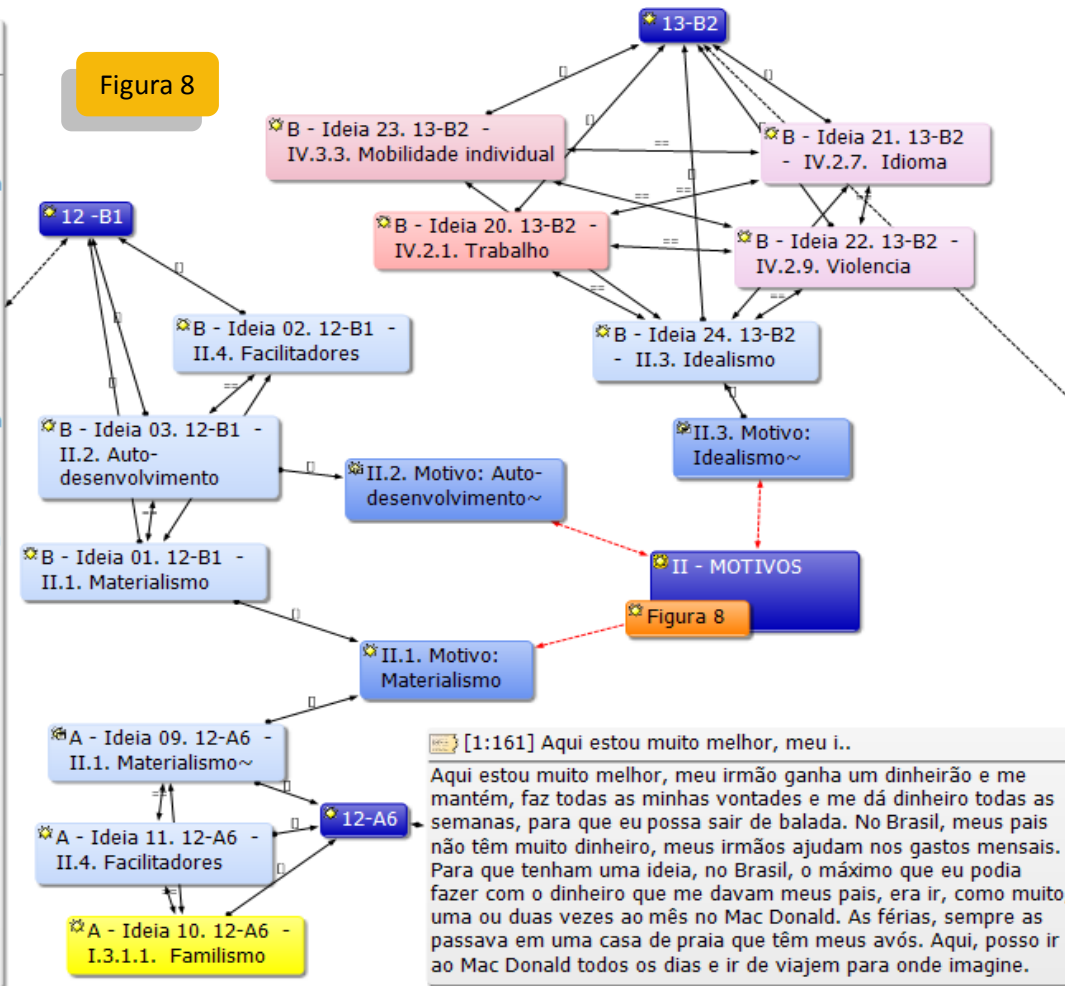 Figura 8
13-B2
B - Ideia 23. 13-B2 -
IV.3.3. Mobilidade individual
B - Ideia 21. 13-B2
- IV.2.7. Idioma
12 -B1
B - Ideia 20. 13-B2 -
IV.2.1. Trabalho
B - Ideia 22. 13-B2 -
IV.2.9. Violencia
B - Ideia 02. 12-B1 -
II.4. Facilitadores
B - Ideia 24. 13-B2
- II.3. Idealismo
B - Ideia 03. 12-B1 -
II.2. Auto-
desenvolvimento
II.3. Motivo:
Idealismo~
II.2. Motivo: Auto-
desenvolvimento~
B - Ideia 01. 12-B1 -
II.1. Materialismo
II - MOTIVOS
Figura 8
II.1. Motivo:
Materialismo
A - Ideia 09. 12-A6 -
II.1. Materialismo~
12-A6
A - Ideia 11. 12-A6 -
II.4. Facilitadores
A - Ideia 10. 12-A6 -
I.3.1.1. Familismo
[1:161] Aqui estou muito melhor, meu i..
Aqui estou muito melhor, meu irmão ganha um dinheirão e me
mantém, faz todas as minhas vontades e me dá dinheiro todas as
semanas, para que eu possa sair de balada. No Brasil, meus pais
não têm muito dinheiro, meus irmãos ajudam nos gastos mensais.
Para que tenham uma ideia, no Brasil, o máximo que eu podia
fazer com o dinheiro que me davam meus pais, era ir, como muito,
uma ou duas vezes ao mês no Mac Donald. As férias, sempre as
passava em uma casa de praia que têm meus avós. Aqui, posso ir
ao Mac Donald todos os dias e ir de viajem para onde imagine.